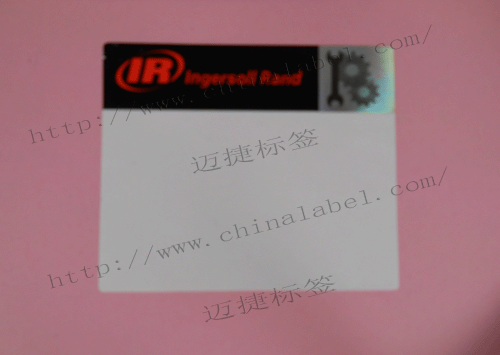 IR Ingersoll Rand
http://www.chinalabel.com/
迈捷标签
http://www.chinalabel.com/
迈捷标签